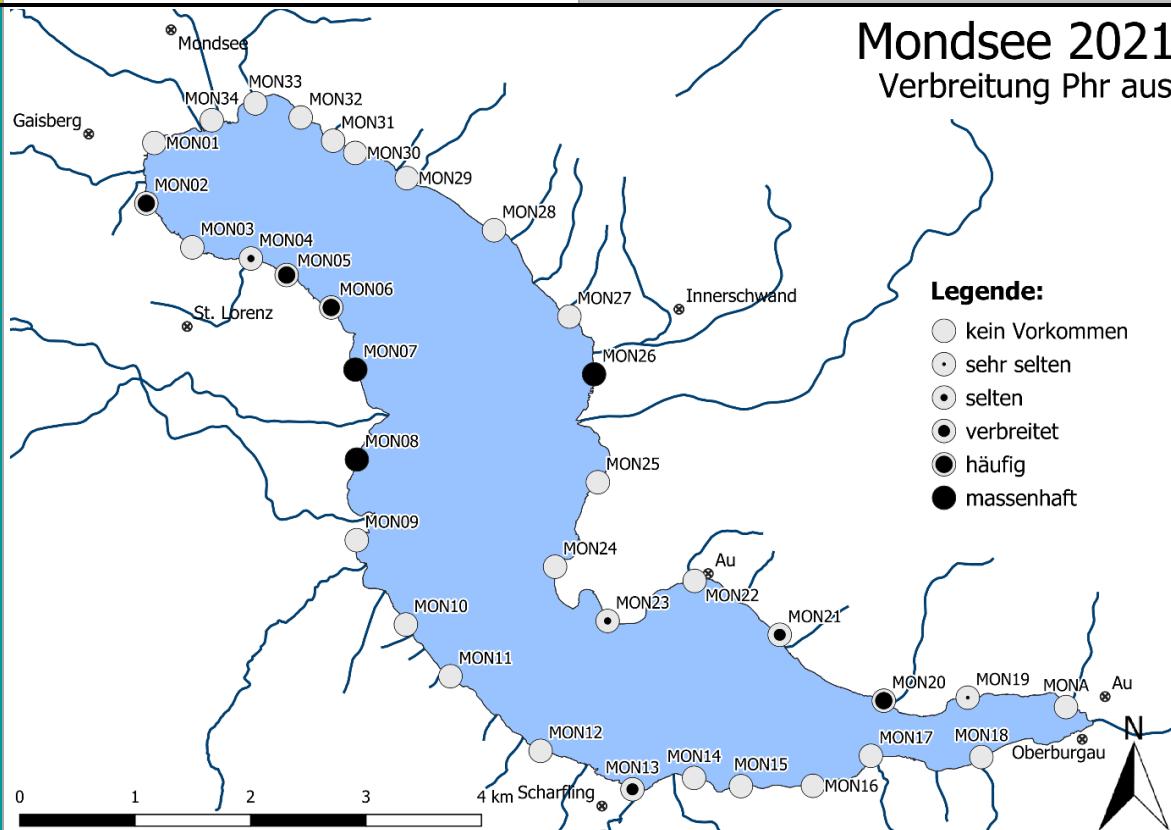 Mondsee 2021
Verbreitung Phr aus
Mondsee
MON33
MON34
MON32
Gaisberg
MON31
MON01
MON30
MON29
MON02
MON28
MON03
MON04
MON05
MON06
MON27
Innerschwand
St. Lorenz
MON07
MON26
MON08
MON25
MON09
MON24
Au
MON22
MON23
MON10
MON21
MON11
MON20
MON19
MONA
Au
MON12
MON17
MON18
Oberburgau
N
MON13
MON14
MON15
MON16
Scharfling
Legende:
kein Vorkommen
sehr selten
selten
verbreitet
häufig
massenhaft
0 1 2 3 4 km